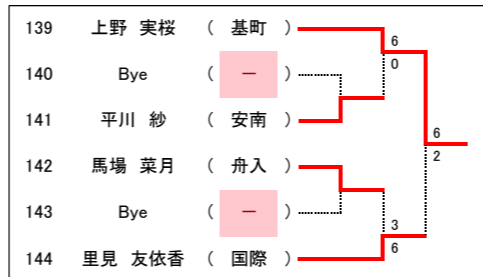 139 上野 実桜 ( 基町 )
6
0
140 Bye ( － )
141 平川 紗 ( 安南 )
6
2
142 馬場 菜月 ( 舟入 )
143 Bye ( － )
3
6
144 里見 友依香 ( 国際 )